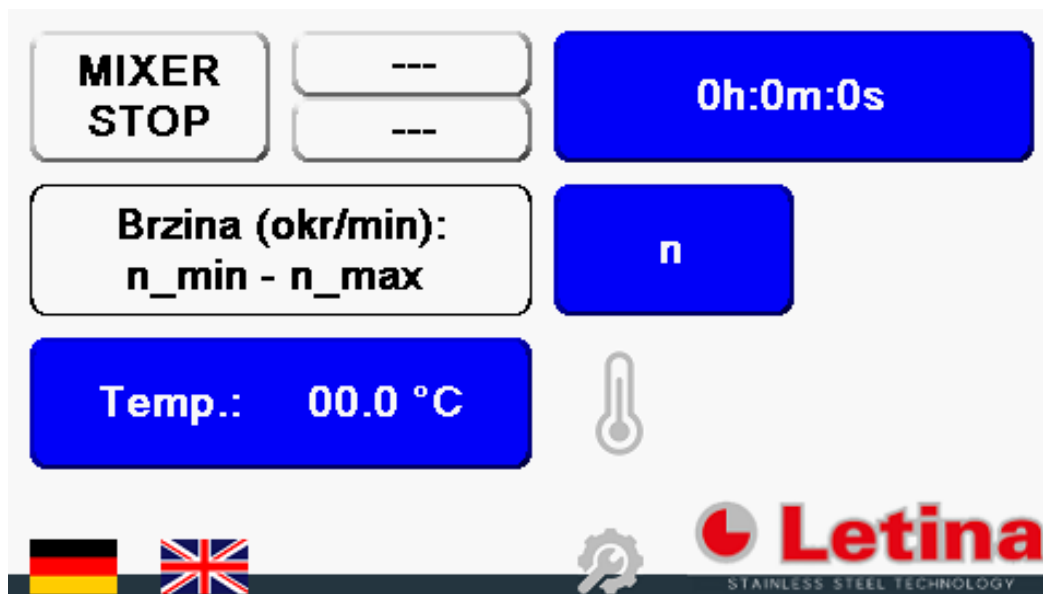 MIXER
STOP
---
---
0h:0m:0s
Brzina (okr/min):
n_min - n_max
n
Temp.: 00.0 °C
Letina
STAINLESS STEEL TECHNOLOGY